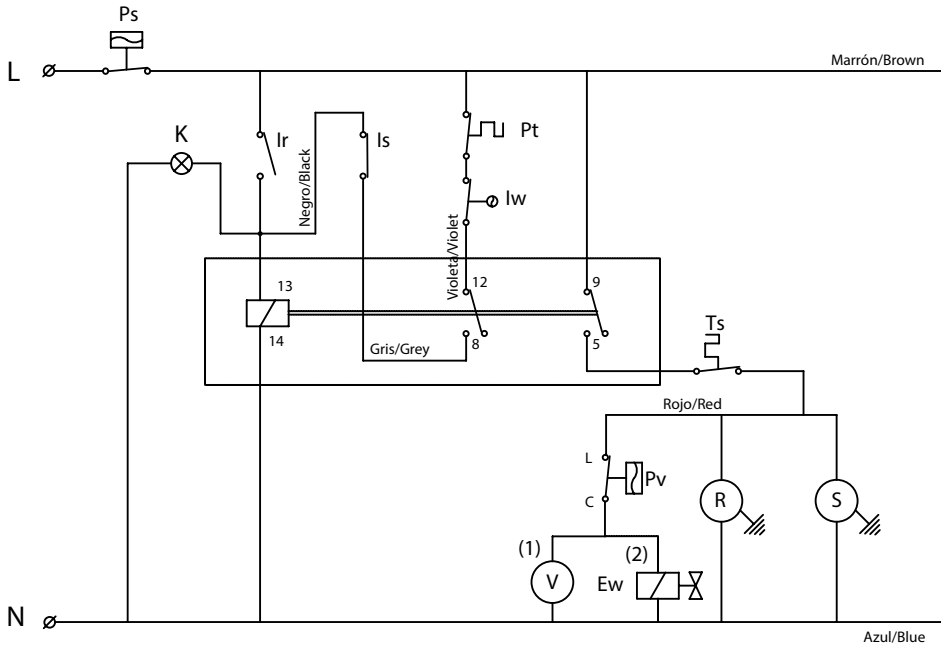 Ps
L
Marrón/Brown
K
Ir
Negro/Black
Is
Pt
Iw
Violeta/Violet
13
12
9
14
8
5
Gris/Grey
Ts
Rojo/Red
L
Pv
C
R
S
(1)
(2)
V
Ew
N
Azul/Blue